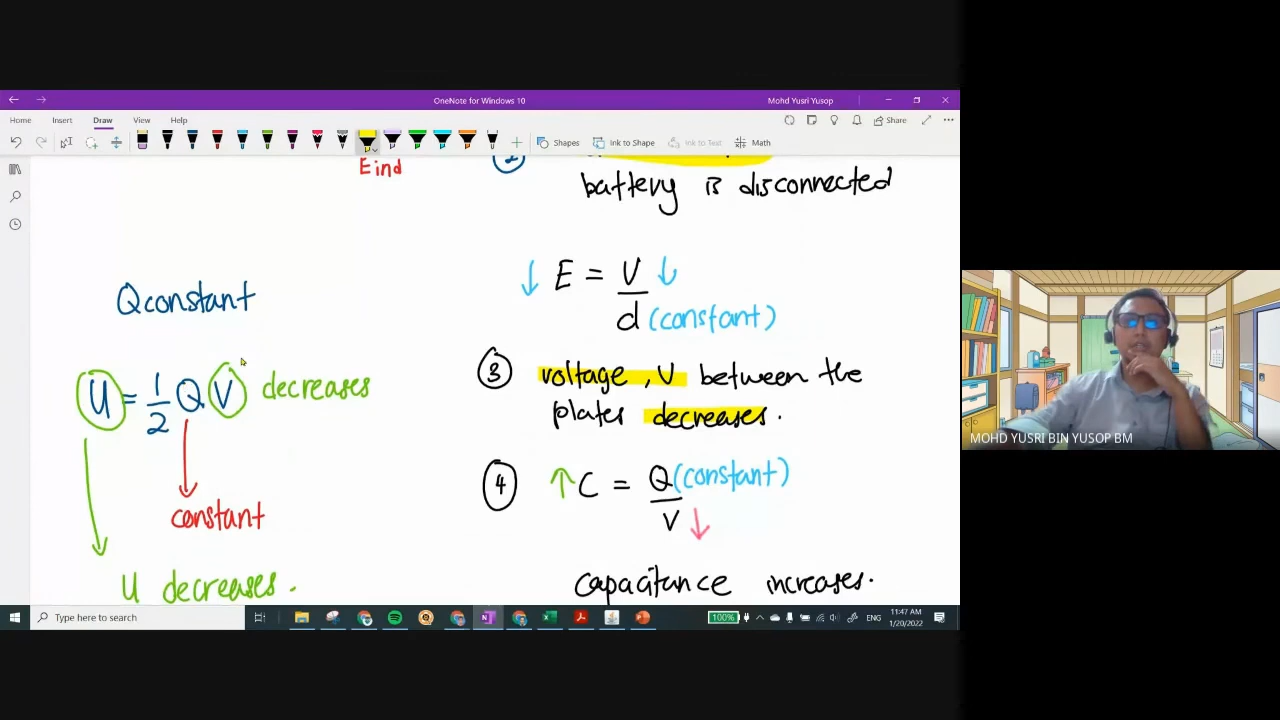 OneNote for Windows 10
Mohd Yusri Yusop
Home Insert Draw View Help
Share
Shapes Ink to Shape Ink to Text Math
Eind
2
battery is disconnected
↓ E = V ↓
d (constant)
3 voltage, V between the
plates decreases.
4 ↑ C = Q (constant)
V ↓
capacitance increases.
Q constant
U = 1/2 Q V decreases
constant
U decreases.
MOHD YUSRI BIN YUSOP BM
Type here to search
100%
ENG
11:47 AM
1/20/2022